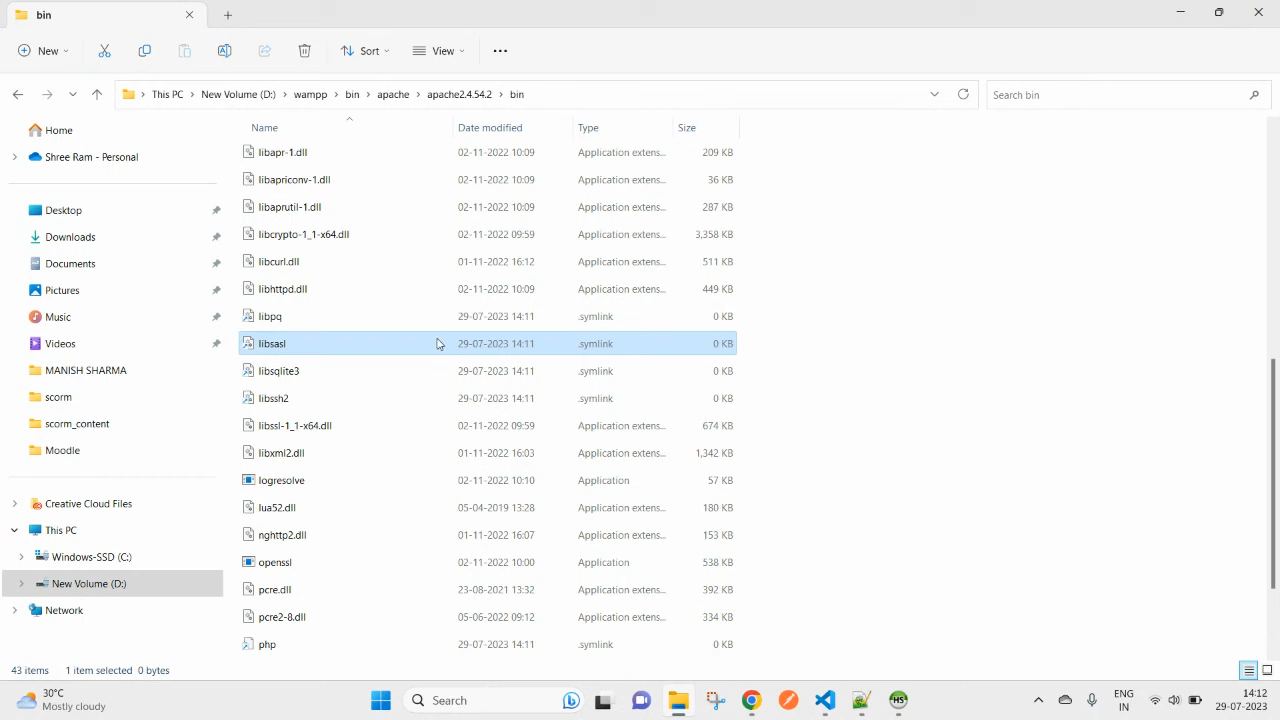 bin
New
Sort
View
This PC
New Volume (D:)
wampp
bin
apache
apache2.4.54.2
bin
Search bin
Home
Shree Ram - Personal
Desktop
Downloads
Documents
Pictures
Music
Videos
MANISH SHARMA
scorm
scorm_content
Moodle
Creative Cloud Files
This PC
Windows-SSD (C:)
New Volume (D:)
Network
Name Date modified Type Size
libapr-1.dll 02-11-2022 10:09 Application extens... 209 KB
libapriconv-1.dll 02-11-2022 10:09 Application extens... 36 KB
libaprutil-1.dll 02-11-2022 10:09 Application extens... 287 KB
libcrypto-1_1-x64.dll 02-11-2022 09:59 Application extens... 3,358 KB
libcurl.dll 01-11-2022 16:12 Application extens... 511 KB
libhttpd.dll 02-11-2022 10:09 Application extens... 449 KB
libpq 29-07-2023 14:11 .symlink 0 KB
libsasl 29-07-2023 14:11 .symlink 0 KB
libsqlite3 29-07-2023 14:11 .symlink 0 KB
libssh2 29-07-2023 14:11 .symlink 0 KB
libssl-1_1-x64.dll 02-11-2022 09:59 Application extens... 674 KB
libxml2.dll 01-11-2022 16:03 Application extens... 1,342 KB
logresolve 02-11-2022 10:10 Application 57 KB
lua52.dll 05-04-2019 13:28 Application extens... 180 KB
nghttp2.dll 01-11-2022 16:07 Application extens... 153 KB
openssl 02-11-2022 10:00 Application 538 KB
pcre.dll 23-08-2021 13:32 Application extens... 392 KB
pcre2-8.dll 05-06-2022 09:12 Application extens... 334 KB
php 29-07-2023 14:11 .symlink 0 KB
43 items 1 item selected 0 bytes
30°C
Mostly cloudy
Search
HS
ENG
IN
14:12
29-07-2023